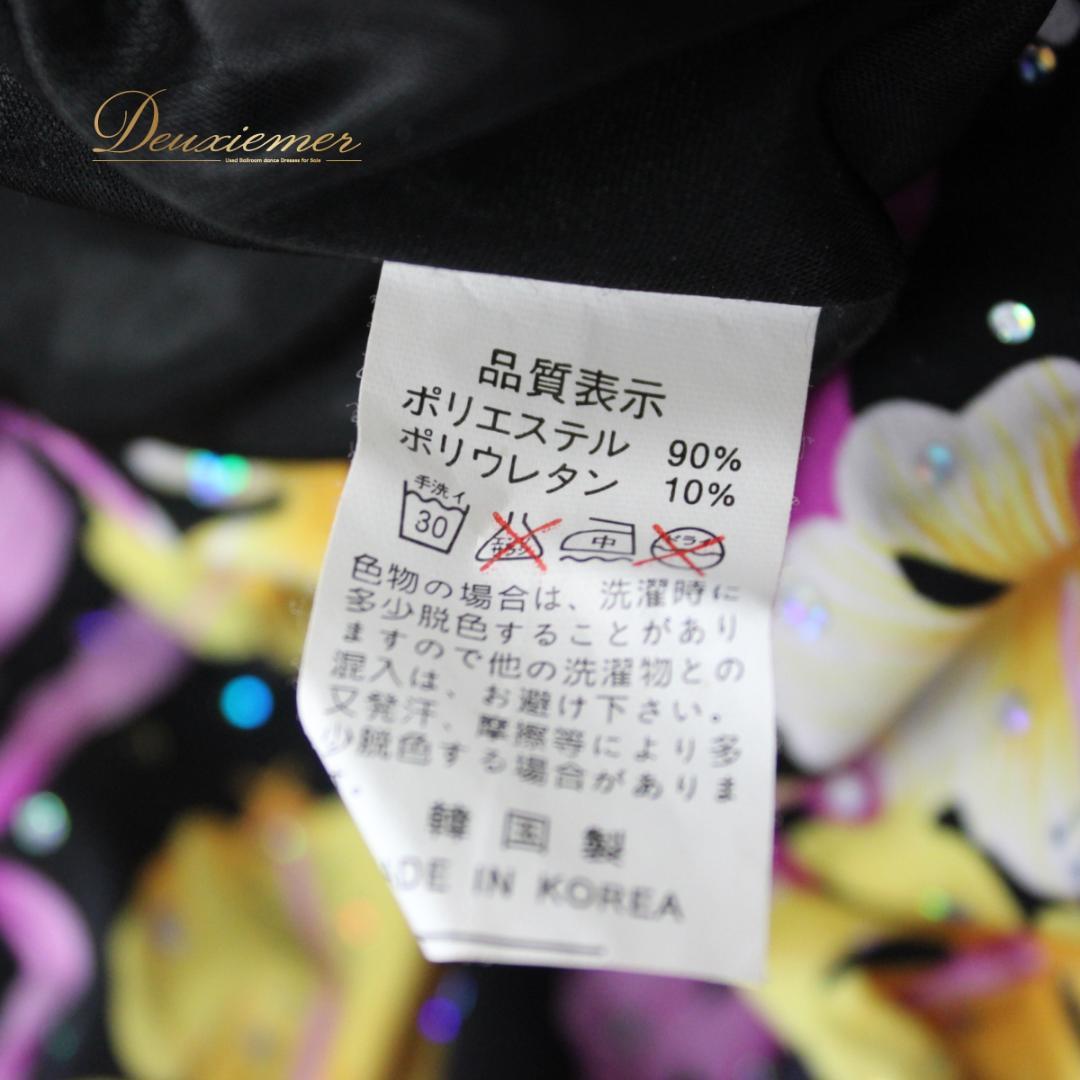 Deuxiemer
Used Ballroom dance Dresses for Sale
品質表示
ポリエステル 90%
ポリウレタン 10%
手洗イ
30
中
ドライ
色物の場合は、洗濯時に
多少脱色することがあり
ますので他の洗濯物との
混入は、お避け下さい。
又発汗、摩擦等により多
少脱色する場合がありま
韓国製
ADE IN KOREA